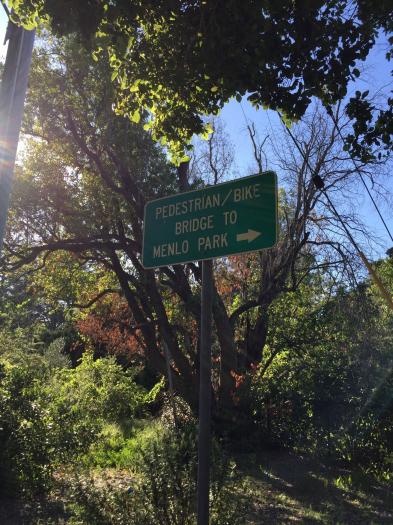 PEDESTRIAN/BIKE
BRIDGE TO
MENLO PARK →